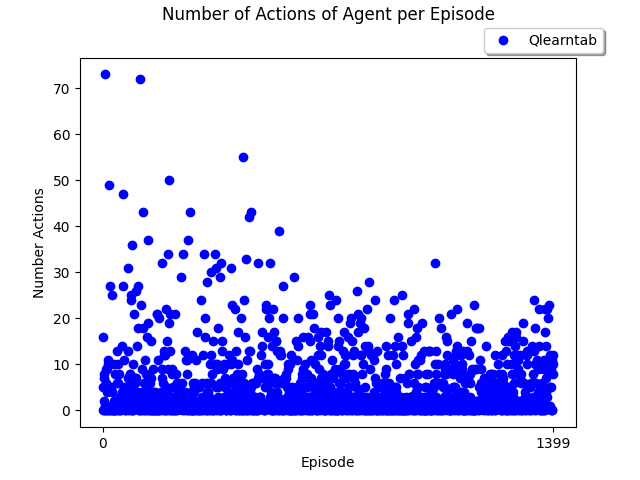 Number of Actions of Agent per Episode
Qlearntab
70
60
50
40
30
20
10
0
Number Actions
0 1399
Episode